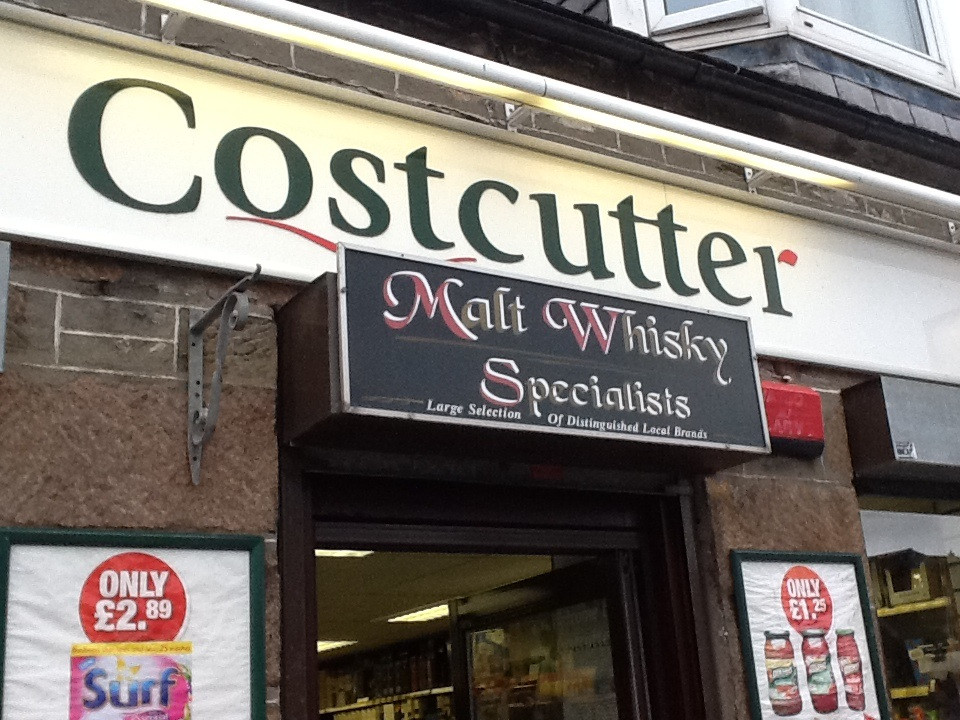 Costcutter
Malt Whisky
Specialists
Large Selection Of Distinguished Local Brands
ONLY
£2.89
Surf
ONLY
£1.25